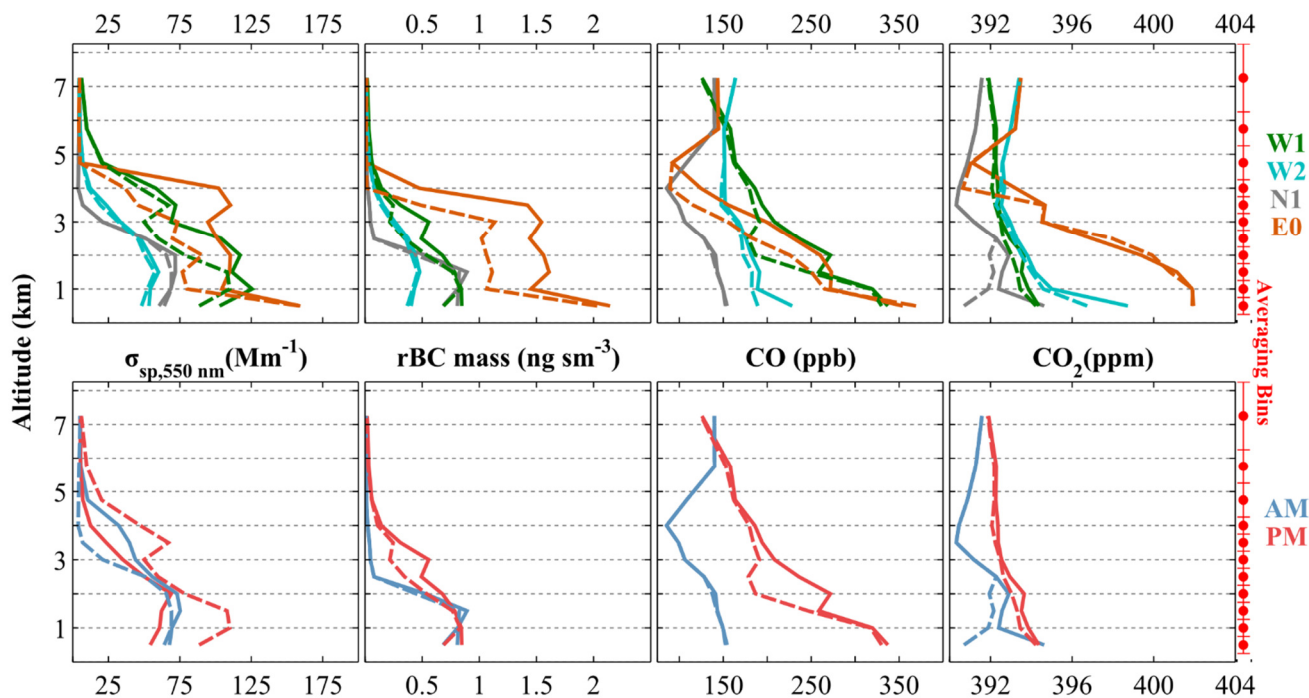 25 75 125 175 0.5 1 1.5 2 150 250 350 392 396 400 404
7
5
3
1
W1
W2
N1
E0
Altitude (km)
Averaging Bins
σsp,550 nm(Mm-1) rBC mass (ng sm-3) CO (ppb) CO2(ppm)
7
5
3
1
AM
PM
25 75 125 175 0.5 1 1.5 2 150 250 350 392 396 400 404